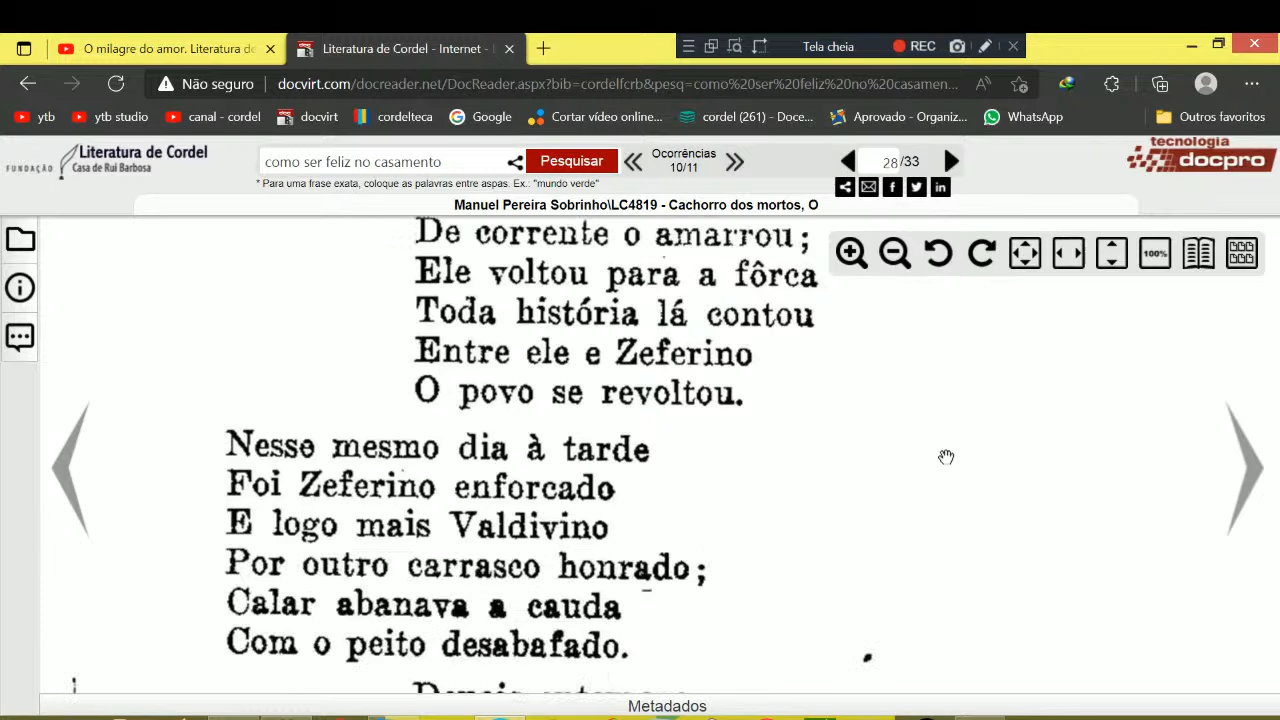 O milagre do amor. Literatura de
Literatura de Cordel - Internet -
Tela cheia
REC
Não seguro
docvirt.com/docreader.net/DocReader.aspx?bib=cordelfcrb&pesq=como%20ser%20feliz%20no%20casamen...
ytb
ytb studio
canal - cordel
docvirt
cordelteca
Google
Cortar vídeo online...
cordel (261) - Doce...
Aprovado - Organiz...
WhatsApp
Outros favoritos
FUNDAÇÃO
Literatura de Cordel
Casa de Rui Barbosa
como ser feliz no casamento
Pesquisar
Ocorrências
10/11
28 /33
tecnologia
docpro
* Para uma frase exata, coloque as palavras entre aspas. Ex.: "mundo verde"
Manuel Pereira Sobrinho\LC4819 - Cachorro dos mortos, O
100%
De corrente o amarrou;
Ele voltou para a fôrca
Toda história lá contou
Entre ele e Zeferino
O povo se revoltou.
Nesse mesmo dia à tarde
Foi Zeferino enforcado
E logo mais Valdivino
Por outro carrasco honrado;
Calar abanava a cauda
Com o peito desabafado.
Metadados